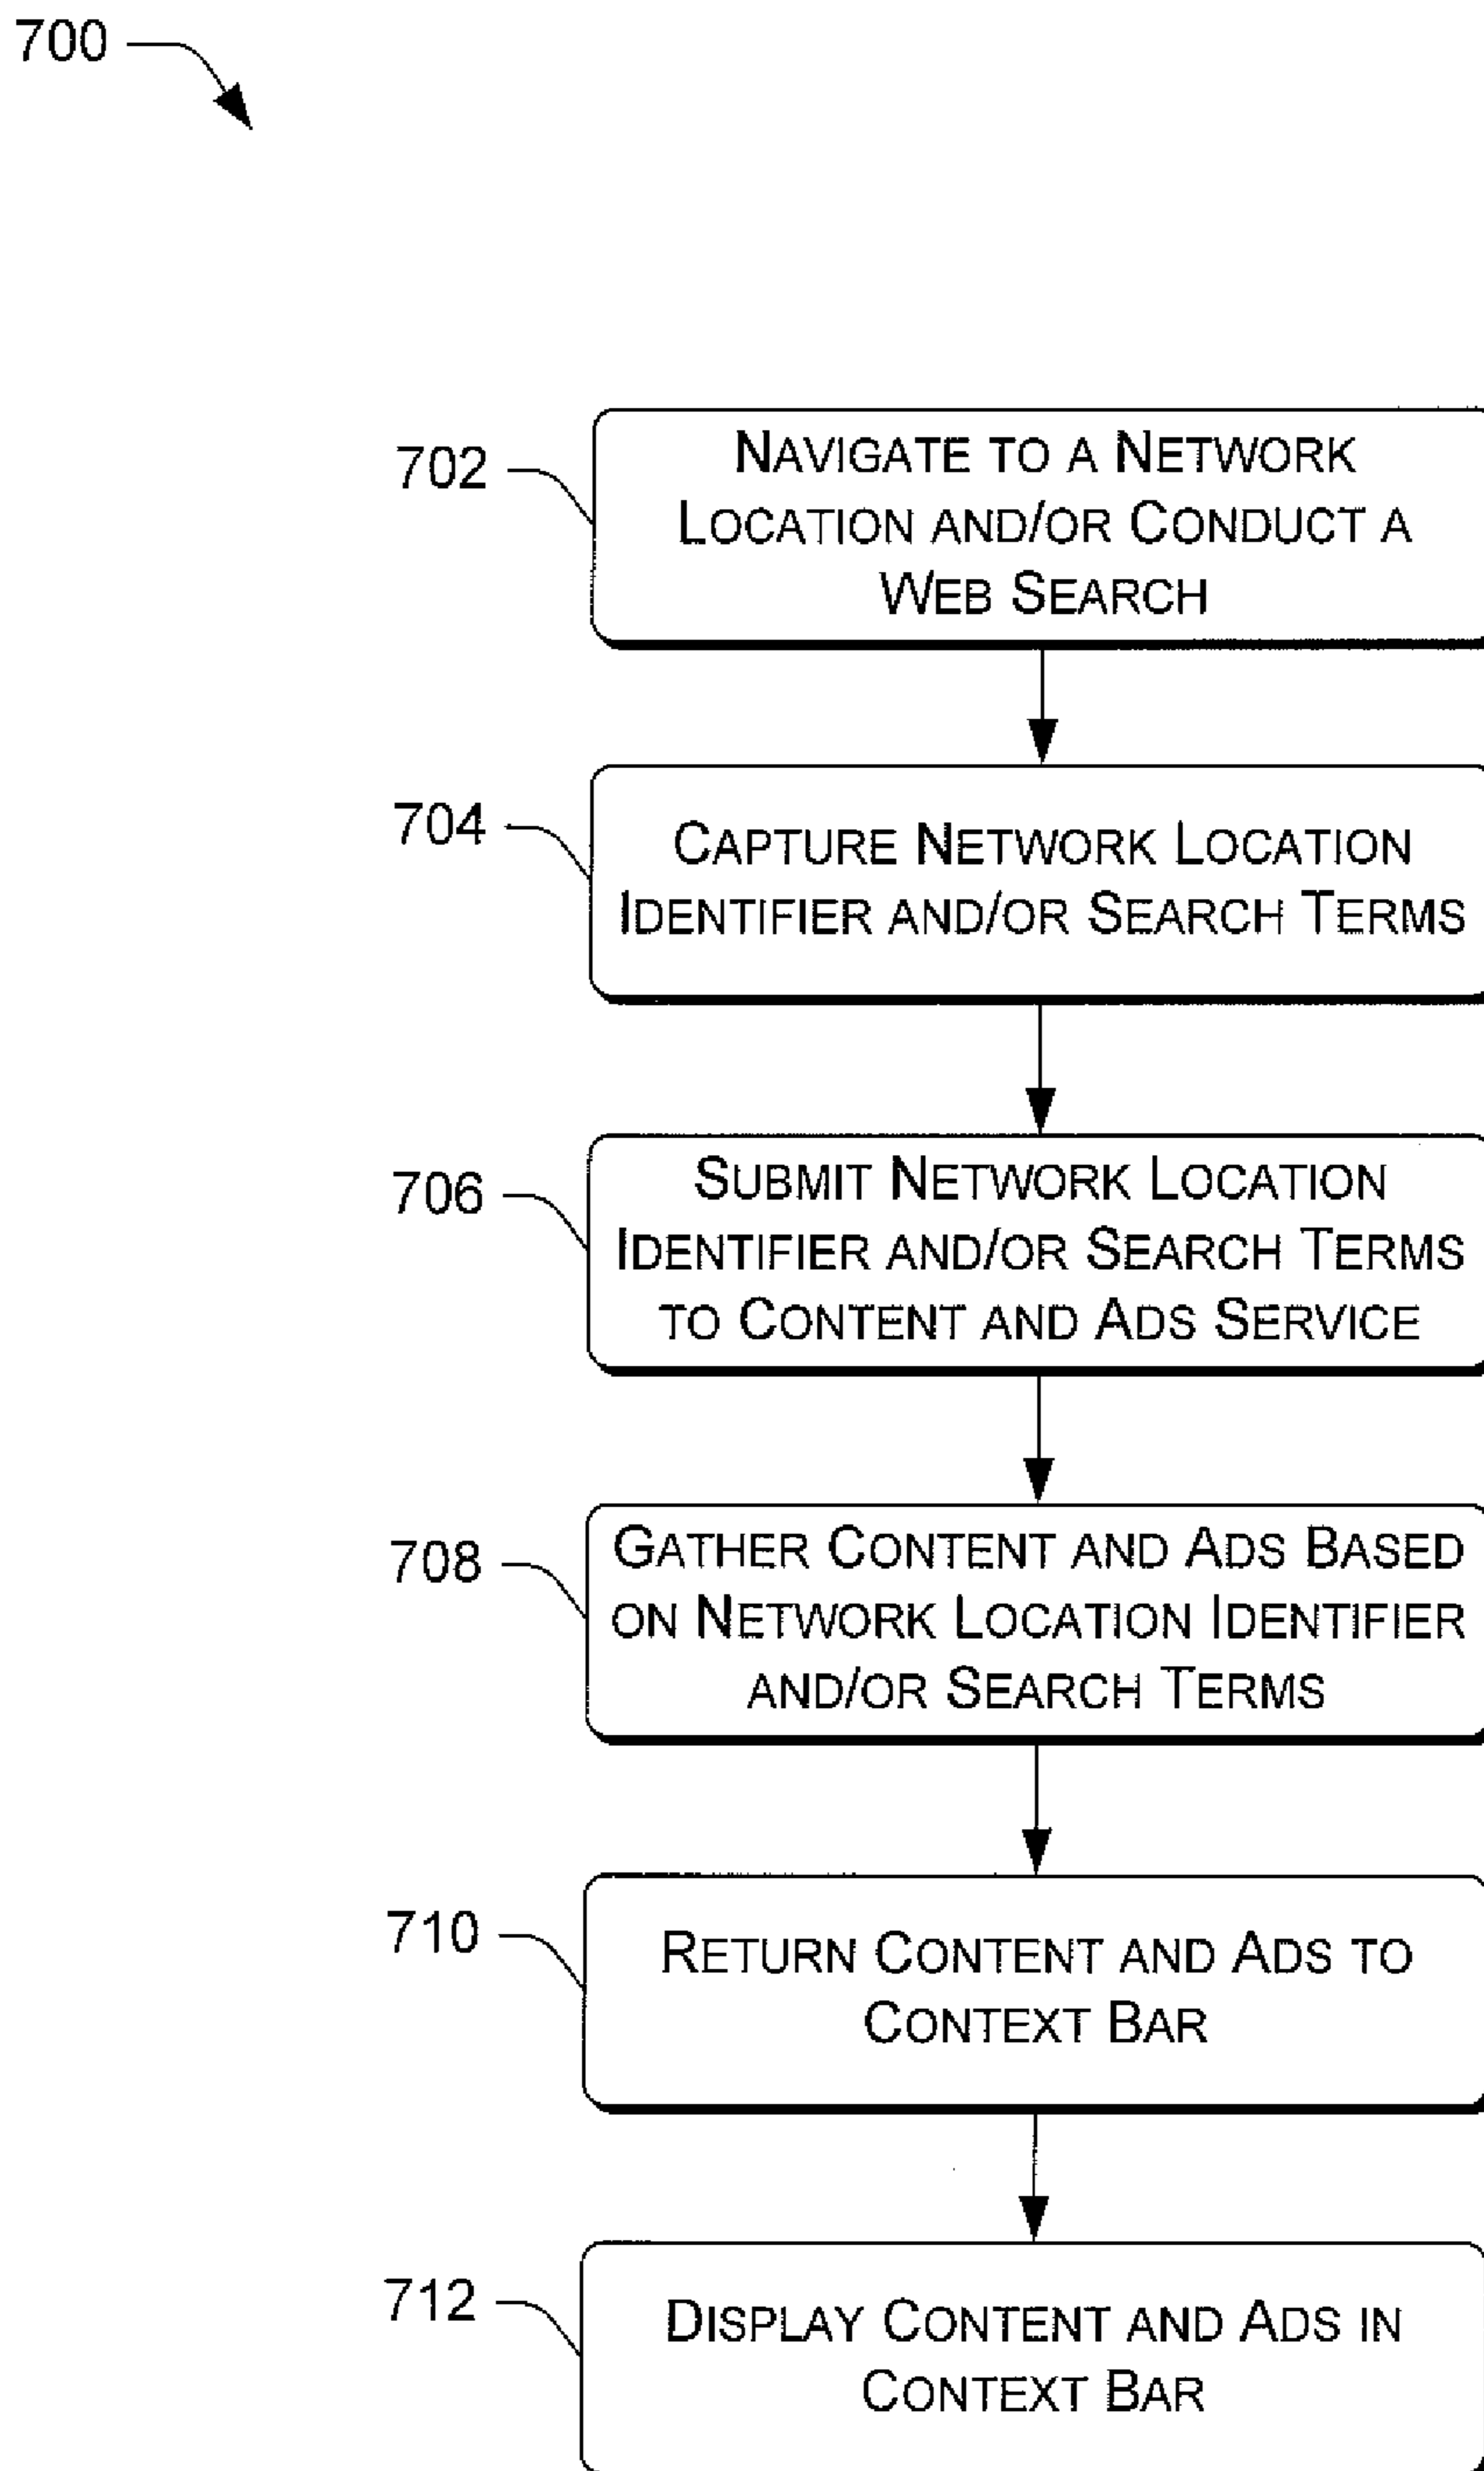 700
702
NAVIGATE TO A NETWORK
LOCATION AND/OR CONDUCT A
WEB SEARCH
704
CAPTURE NETWORK LOCATION
IDENTIFIER AND/OR SEARCH TERMS
706
SUBMIT NETWORK LOCATION
IDENTIFIER AND/OR SEARCH TERMS
TO CONTENT AND ADS SERVICE
708
GATHER CONTENT AND ADS BASED
ON NETWORK LOCATION IDENTIFIER
AND/OR SEARCH TERMS
710
RETURN CONTENT AND ADS TO
CONTEXT BAR
712
DISPLAY CONTENT AND ADS IN
CONTEXT BAR